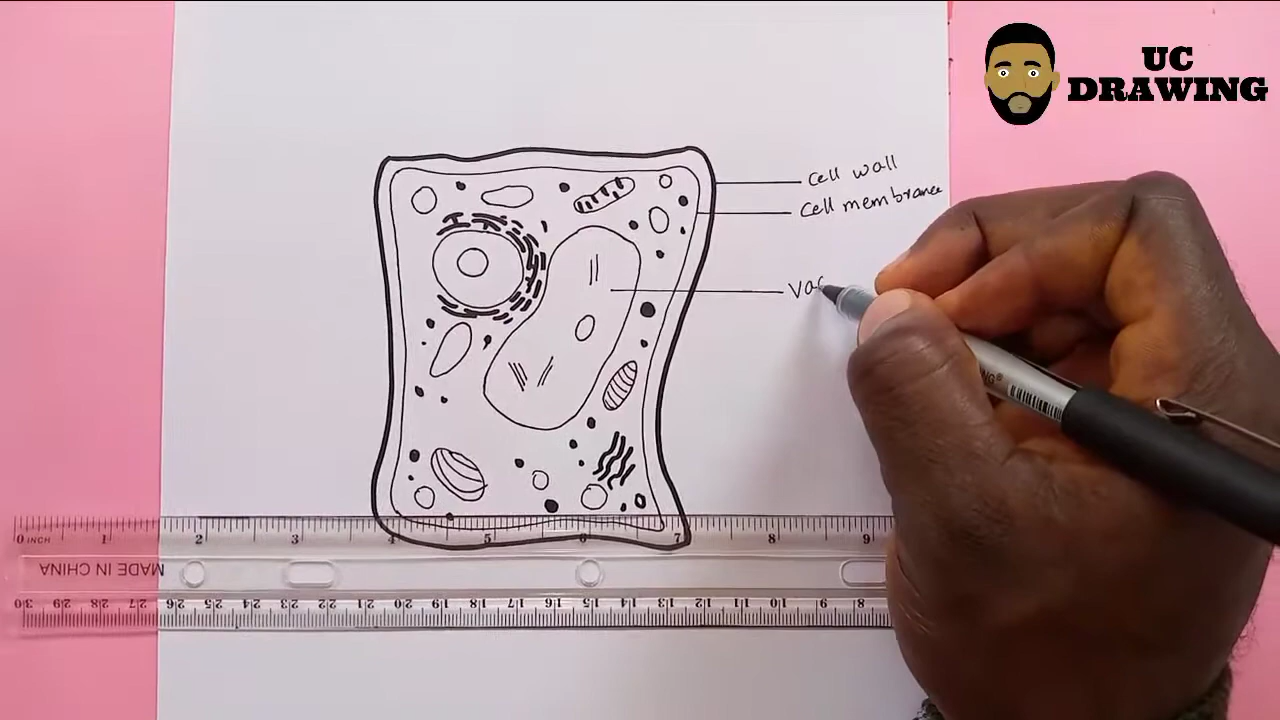 UC
DRAWING
cell wall
cell membrane
vac
0 INCH 1 2 3 4 5 6 7 8 9
MADE IN CHINA
30 29 28 27 26 25 24 23 22 21 20 19 18 17 16 15 14 13 12 11 10 9 8